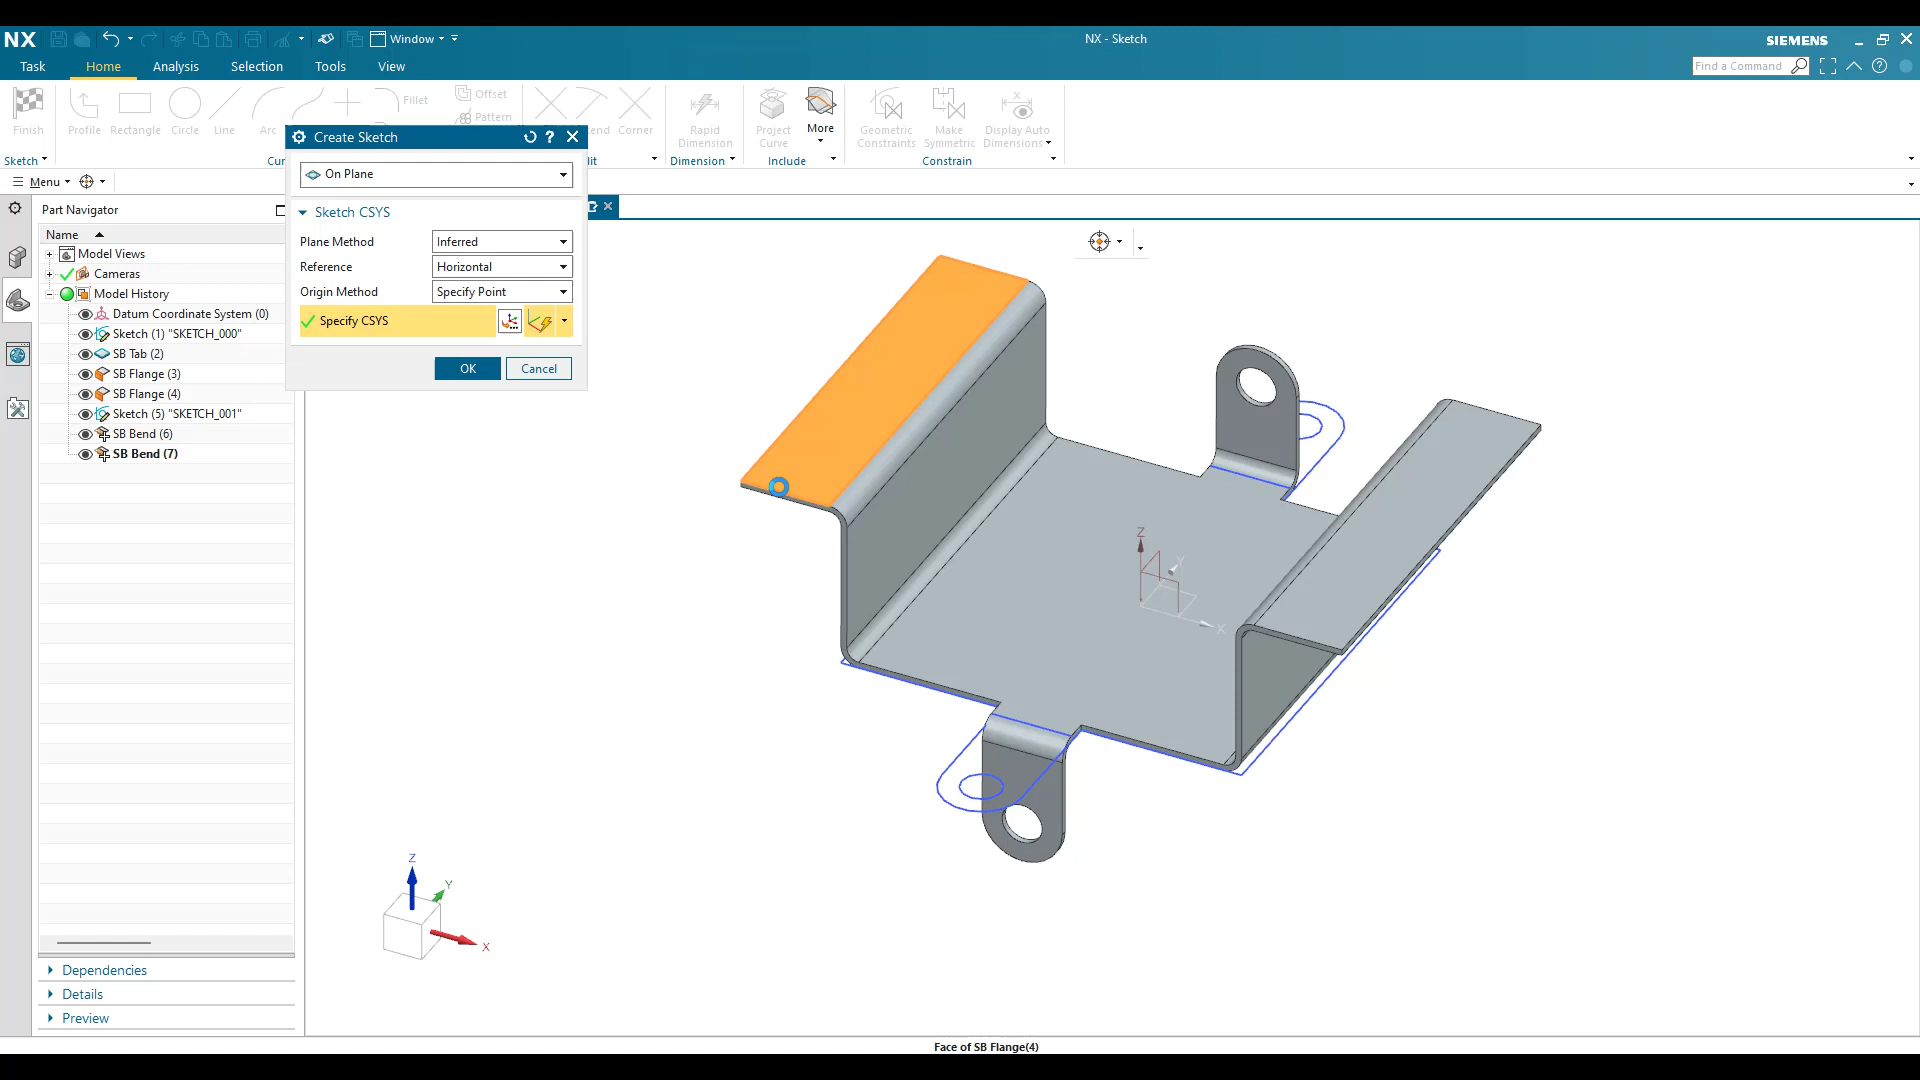 NX Window NX - Sketch SIEMENS
Task Home Analysis Selection Tools View Find a Command
Finish Profile Rectangle Circle Line Arc Fillet Offset Pattern Corner Rapid Dimension Project Curve More Geometric Constraints Make Symmetric Display Auto Dimensions
Sketch Dimension Include Constrain
Menu
Create Sketch
On Plane
Sketch CSYS
Plane Method Inferred
Reference Horizontal
Origin Method Specify Point
Specify CSYS
OK Cancel
Part Navigator
Name
Model Views
Cameras
Model History
Datum Coordinate System (0)
Sketch (1) "SKETCH_000"
SB Tab (2)
SB Flange (3)
SB Flange (4)
Sketch (5) "SKETCH_001"
SB Bend (6)
SB Bend (7)
Dependencies
Details
Preview
Z
Y
X
Z
Y
X
Face of SB Flange(4)